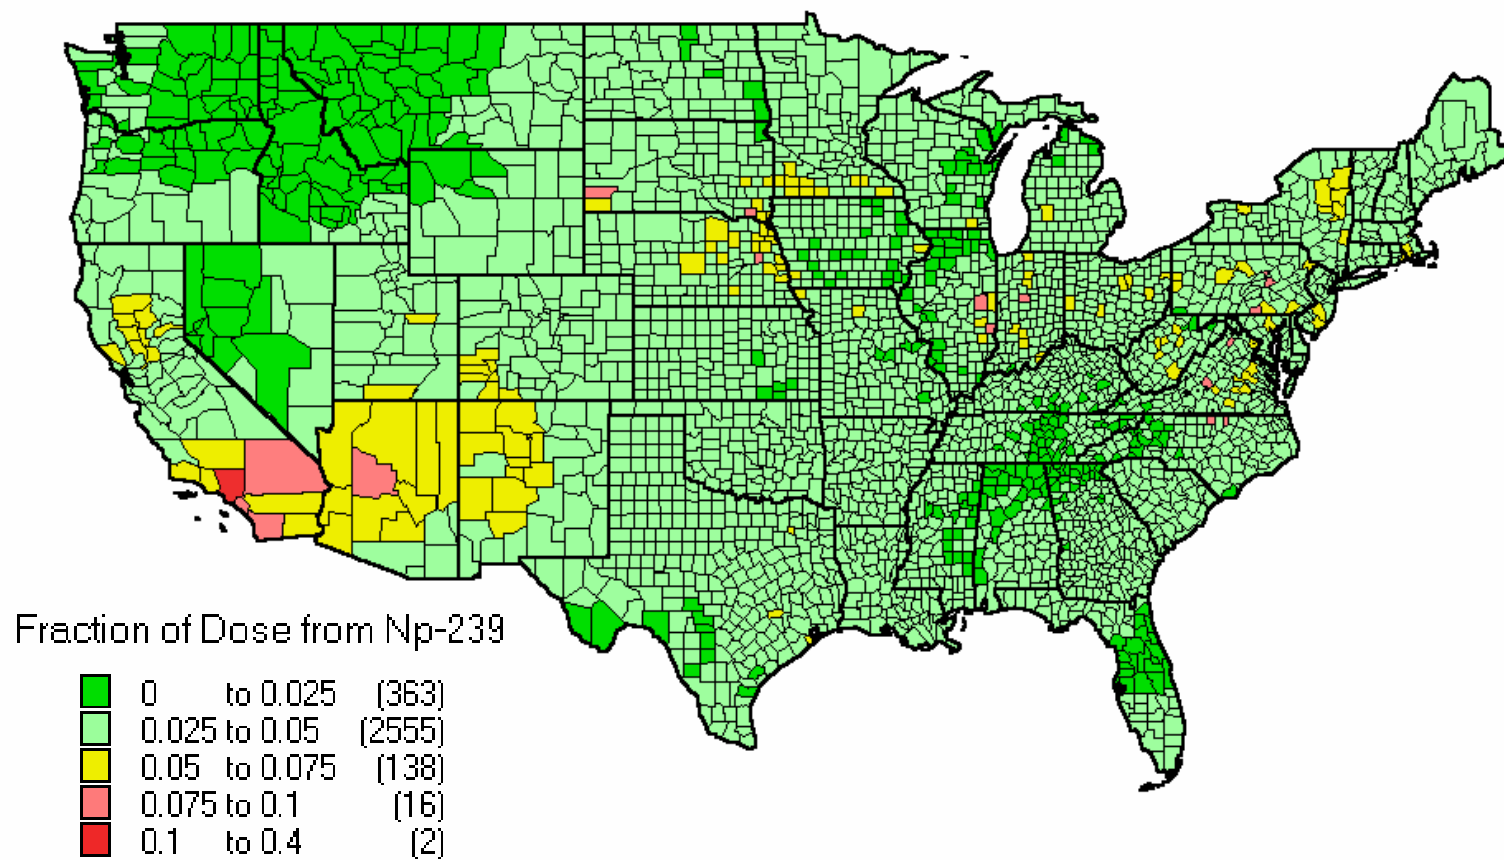 Fraction of Dose from Np-239
0 to 0.025 (363)
0.025 to 0.05 (2555)
0.05 to 0.075 (138)
0.075 to 0.1 (16)
0.1 to 0.4 (2)